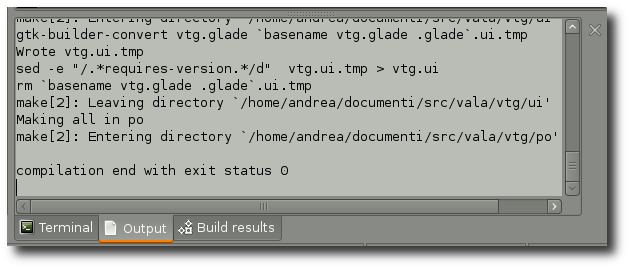 make[2]: Entering directory `/home/andrea/documenti/src/vala/vtg/ui'
gtk-builder-convert vtg.glade `basename vtg.glade .glade`.ui.tmp
Wrote vtg.ui.tmp
sed -e "/.*requires-version.*/d"  vtg.ui.tmp > vtg.ui
rm `basename vtg.glade .glade`.ui.tmp
make[2]: Leaving directory `/home/andrea/documenti/src/vala/vtg/ui'
Making all in po
make[2]: Entering directory `/home/andrea/documenti/src/vala/vtg/po'
compilation end with exit status 0
Terminal Output Build results